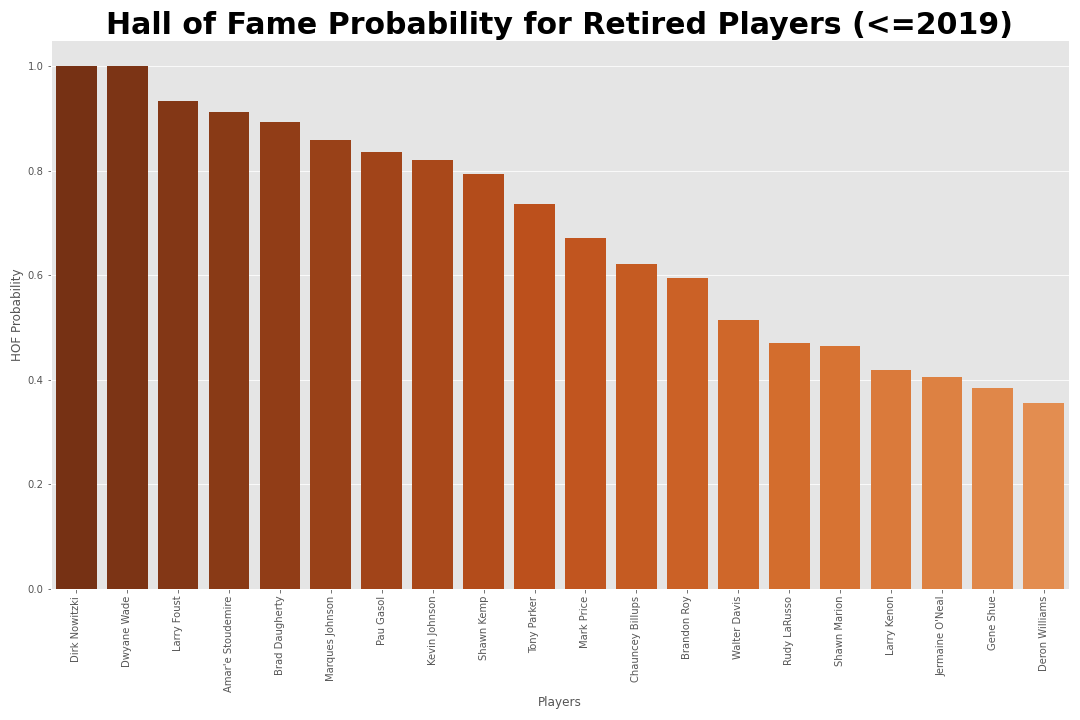 Hall of Fame Probability for Retired Players (<=2019)
HOF Probability
1.0
0.8
0.6
0.4
0.2
0.0
Dirk Nowitzki
Dwyane Wade
Larry Foust
Amar'e Stoudemire
Brad Daugherty
Marques Johnson
Pau Gasol
Kevin Johnson
Shawn Kemp
Tony Parker
Mark Price
Chauncey Billups
Brandon Roy
Walter Davis
Rudy LaRusso
Shawn Marion
Larry Kenon
Jermaine O'Neal
Gene Shue
Deron Williams
Players